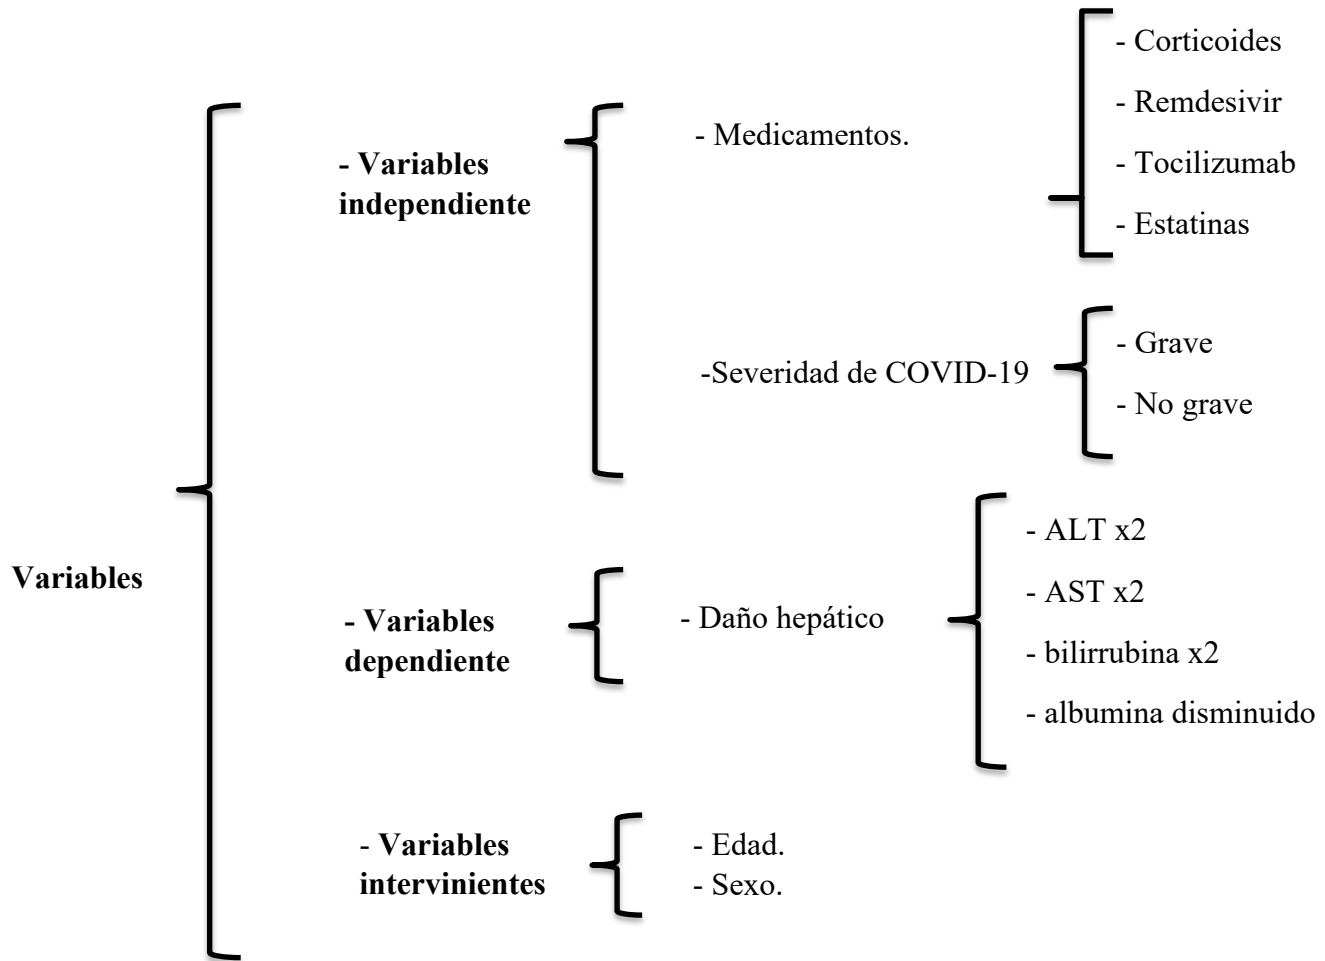 Variables
- Variables
independiente
- Medicamentos.
- Corticoides
- Remdesivir
- Tocilizumab
- Estatinas
-Severidad de COVID-19
- Grave
- No grave
- Variables
dependiente
- Daño hepático
- ALT x2
- AST x2
- bilirrubina x2
- albumina disminuido
- Variables
intervinientes
- Edad.
- Sexo.